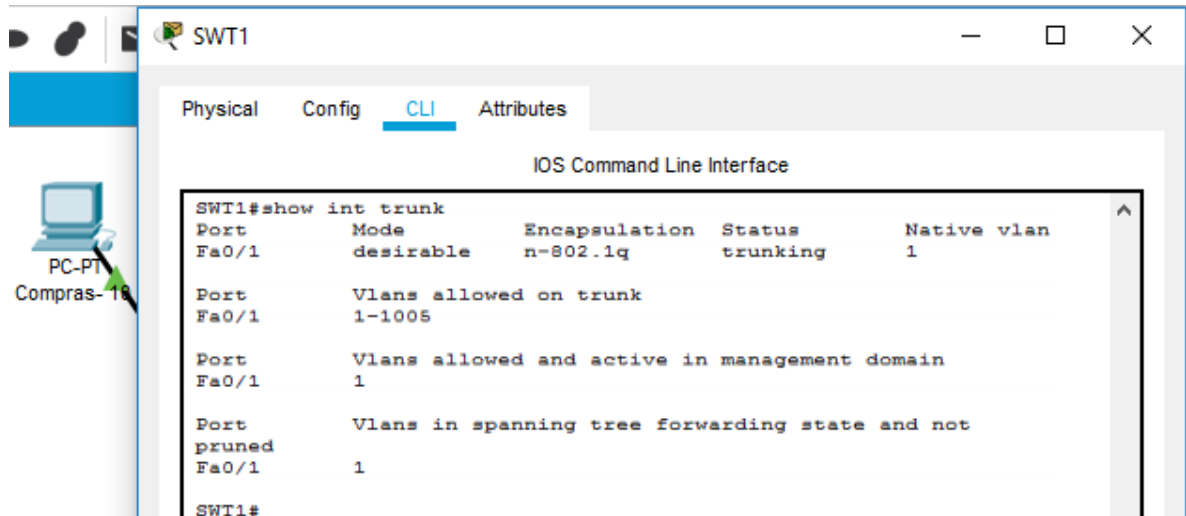 SWT1
Physical Config CLI Attributes
IOS Command Line Interface
SWT1#show int trunk
Port Mode Encapsulation Status Native vlan
Fa0/1 desirable n-802.1q trunking 1
Port Vlans allowed on trunk
Fa0/1 1-1005
Port Vlans allowed and active in management domain
Fa0/1 1
Port Vlans in spanning tree forwarding state and not
pruned
Fa0/1 1
SWT1#
PC-PT
Compras- 10